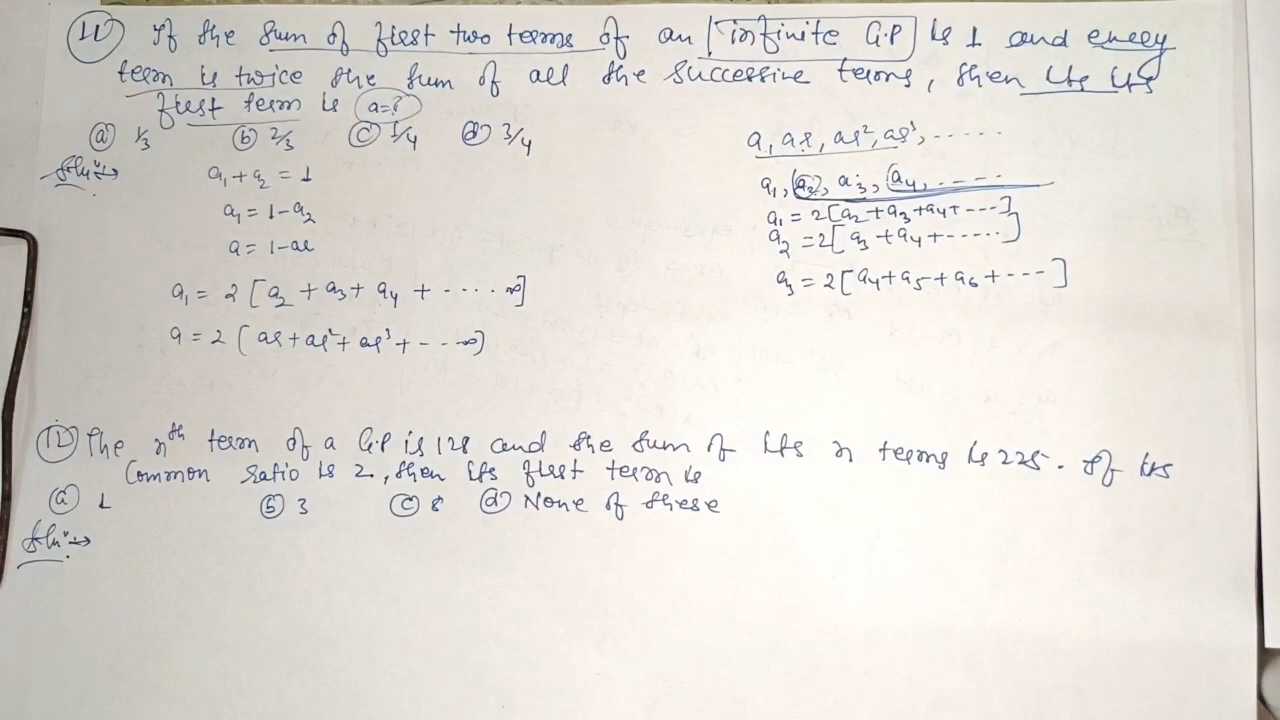 11 If the sum of first two terms of an infinite G.P is 1 and every
term is twice the sum of all the successive terms, then its its
first term is a=?
(a) 1/3 (b) 2/3 (c) 1/4 (d) 3/4
Solu:→
a₁ + a₂ = 1
a₁ = 1-a₂
a = 1-ar
a₁ = 2 [a₂ + a₃ + a₄ + ..... ∞]
a = 2 (ar + ar² + ar³ + --- ∞)
a, ar, ar², ar³, ......
a₁, a₂, a₃, a₄, .....
a₁ = 2[a₂ + a₃ + a₄ + ---]
a₂ = 2[a₃ + a₄ + ......]
a₃ = 2[a₄ + a₅ + a₆ + ---]
12 The nth term of a G.P is 128 and the sum of its n terms is 225. If its
Common ratio is 2, then its first term is
(a) 1 (b) 3 (c) 8 (d) None of these
Solu:→